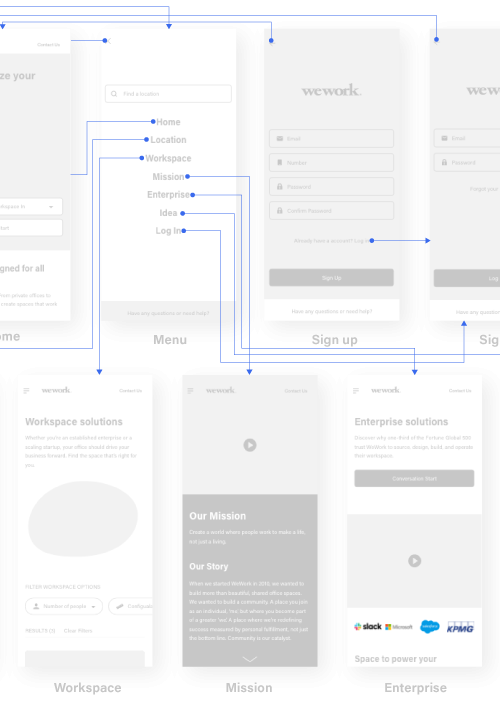 Contact Us
ze your
kspace In
igned for all
From private offices to
create spaces that work
ome
Find a location
Home
Location
Workspace
Mission
Enterprise
Idea
Log In
Have any questions or need help?
Menu
wework.
Email
Number
Password
Confirm Password
Already have a account? Log in
Sign Up
Have any questions or need help?
Sign up
wew
Email
Password
Forgot your
Log
Have any question
Sig
wework.
Contact Us
Workspace solutions
Whether you're an established enterprise or a
scaling startup, your office should drive your
business forward. Find the space that's right for
you.
FILTER WORKSPACE OPTIONS
Number of people
Configurati
RESULTS (3)
Clear Filter
Workspace
wework.
Contact Us
Our Mission
Create a world where people want to make a life,
not just a living.
Our Story
When we started WeWork in 2010, we wanted to
build more than beautiful, shared office spaces.
We wanted to build a community. A place you join
as an individual, 'me', but where you become part
of a greater 'we'. A place where we're redefining
success measured by personal fulfillment, not just
the bottom line. Community is our catalyst.
Mission
wework.
Contact Us
Enterprise solutions
Discover why one third of the Fortune Global 500
trust WeWork to source, design, build, and operate
their workspace.
Conversation Start
slack
Microsoft
salesforce
KPMG
Space to power your
Enterprise